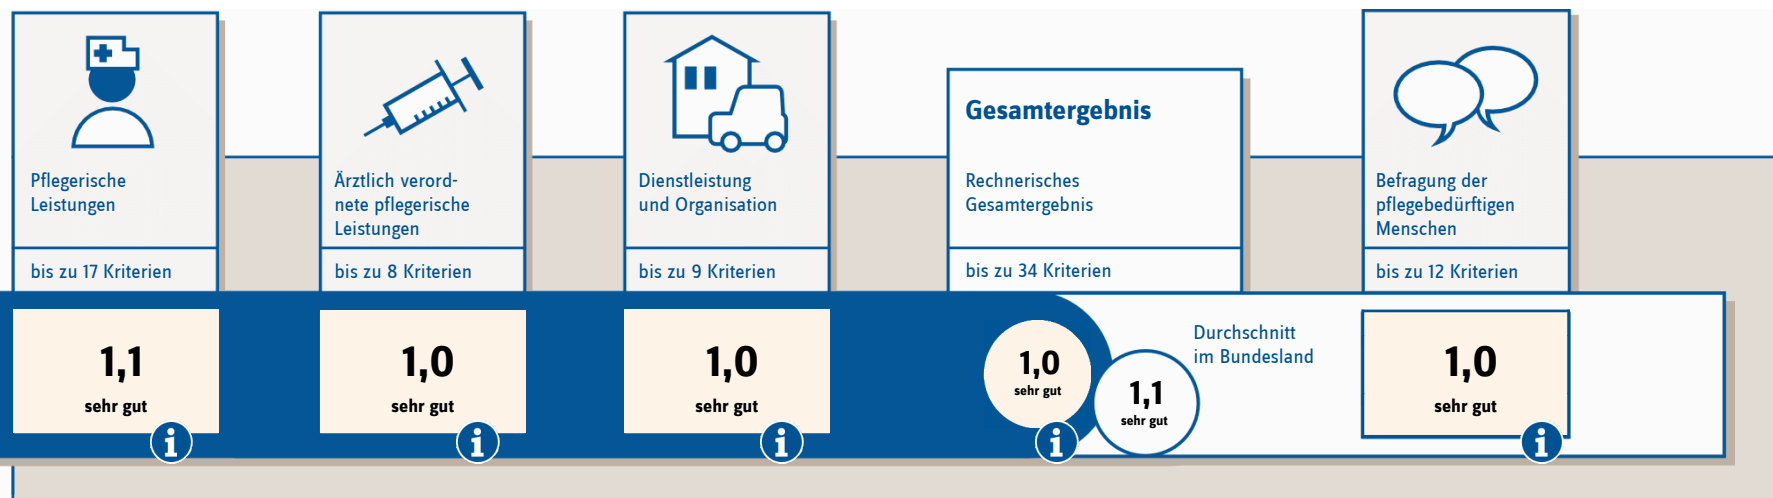 Pflegerische
Leistungen
bis zu 17 Kriterien
1,1
sehr gut
i
Ärztlich verord-
nete pflegerische
Leistungen
bis zu 8 Kriterien
1,0
sehr gut
i
Dienstleistung
und Organisation
bis zu 9 Kriterien
1,0
sehr gut
i
Gesamtergebnis
Rechnerisches
Gesamtergebnis
bis zu 34 Kriterien
1,0
sehr gut
i
1,1
sehr gut
Durchschnitt
im Bundesland
Befragung der
pflegebedürftigen
Menschen
bis zu 12 Kriterien
1,0
sehr gut
i